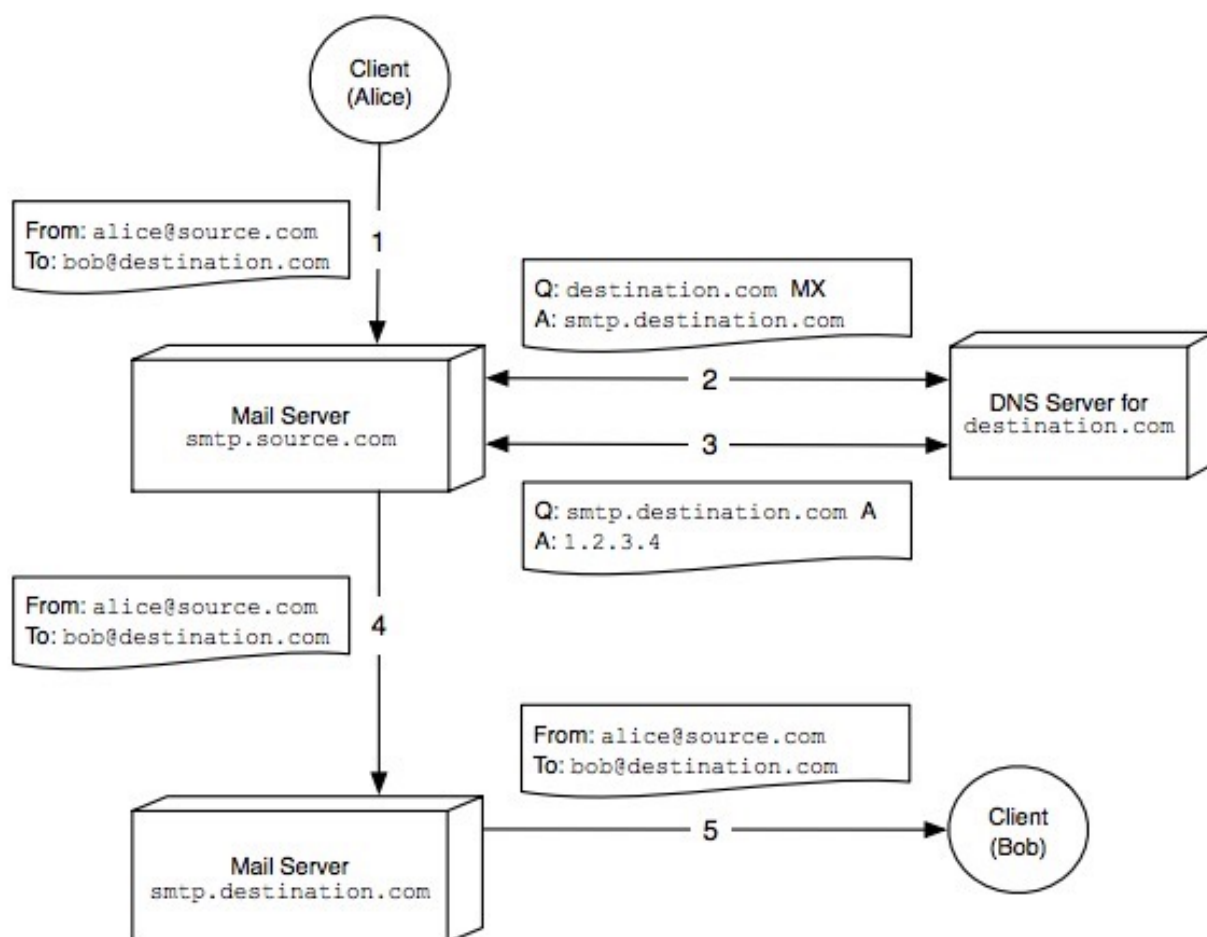 Client
(Alice)
From: alice@source.com
To: bob@destination.com
1
Q: destination.com MX
A: smtp.destination.com
2
Mail Server
smtp.source.com
DNS Server for
destination.com
3
Q: smtp.destination.com A
A: 1.2.3.4
From: alice@source.com
To: bob@destination.com
4
From: alice@source.com
To: bob@destination.com
5
Client
(Bob)
Mail Server
smtp.destination.com